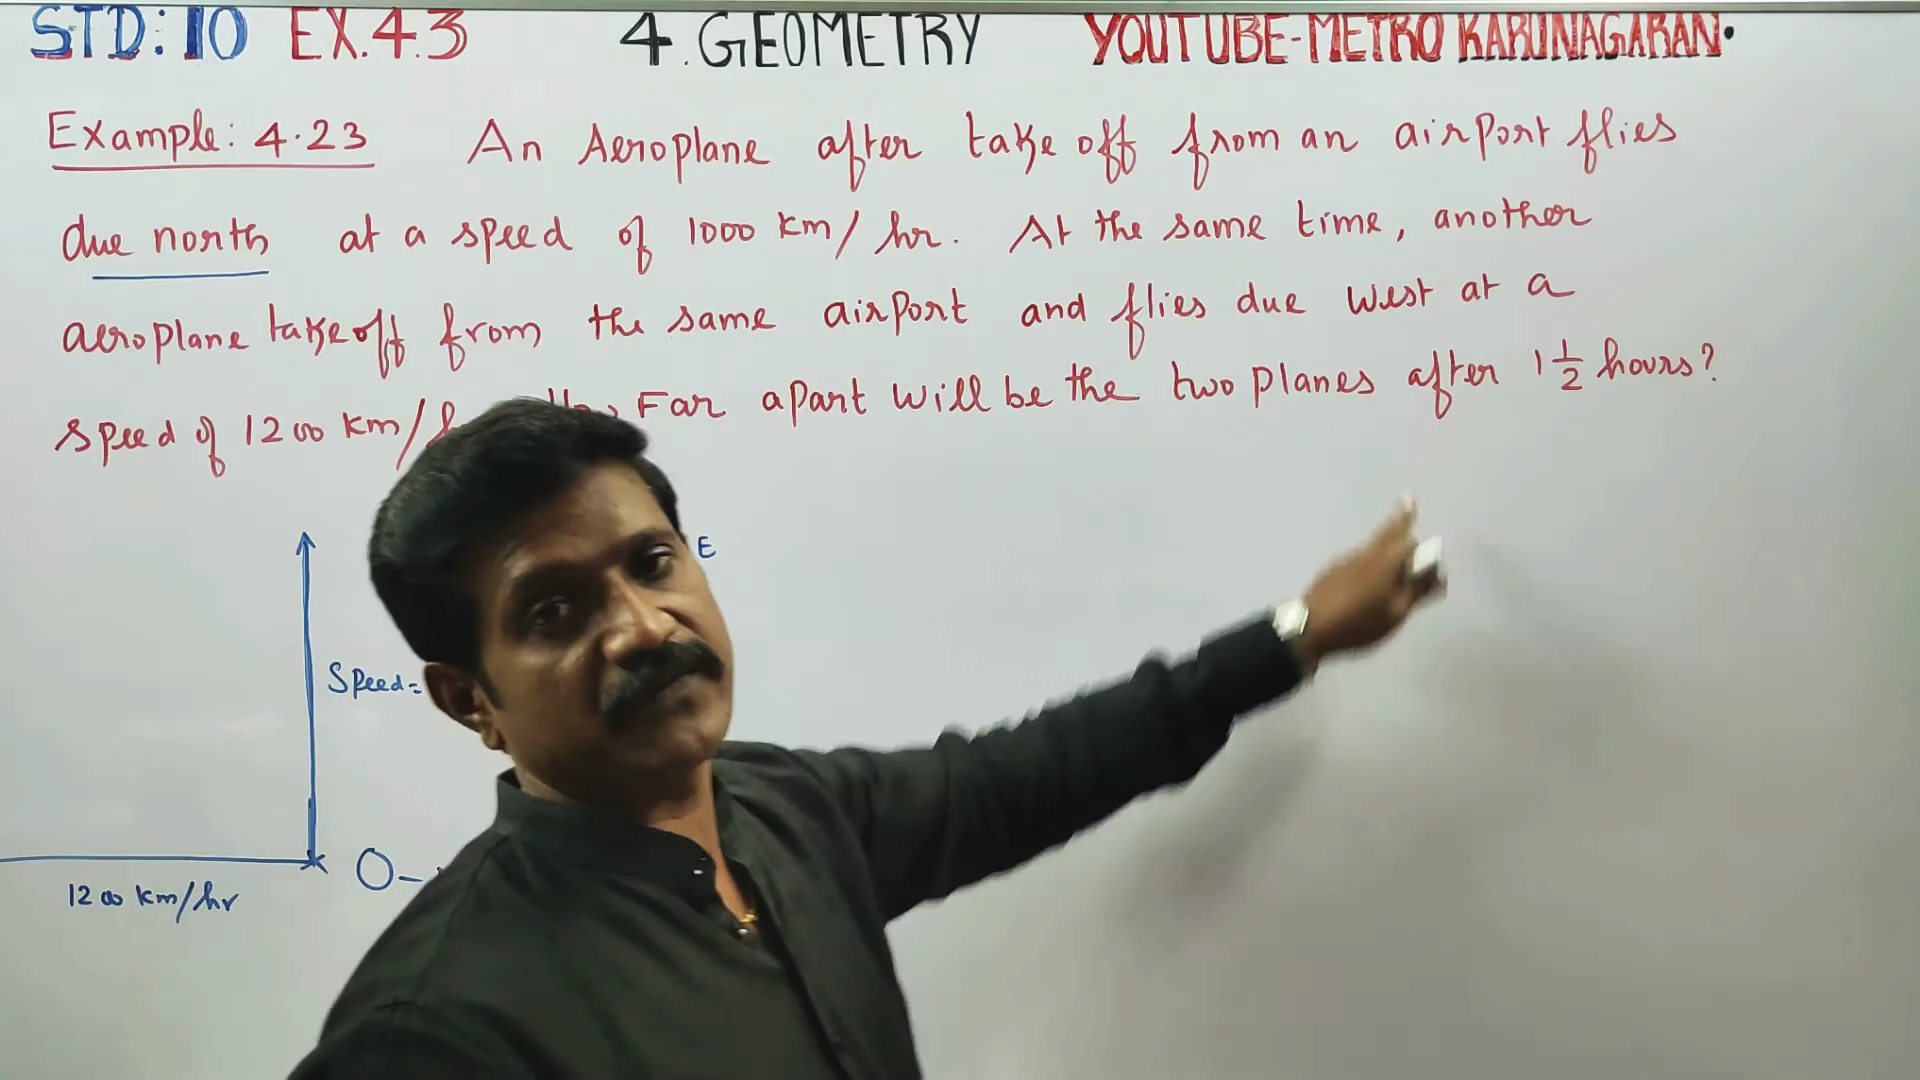 STD: 10 EX.4.3 4.GEOMETRY YOUTUBE-METRO KARUNAGARAN.
Example: 4.23 An Aeroplane after take off from an airport flies
due north at a speed of 1000 km/hr. At the same time, another
aeroplane takeoff from the same airport and flies due west at a
speed of 1200 km/h Far apart will be the two planes after 1 1/2 hours?
E
Speed=
O-
1200 km/hr